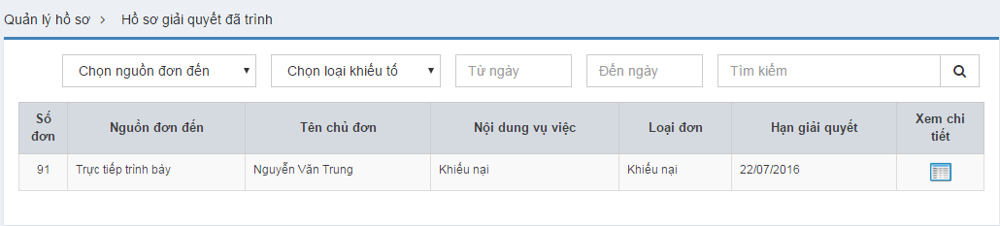 Quản lý hồ sơ > Hồ sơ giải quyết đã trình
Chọn nguồn đơn đến Chọn loại khiếu tố Từ ngày Đến ngày Tìm kiếm
Số đơn Nguồn đơn đến Tên chủ đơn Nội dung vụ việc Loại đơn Hạn giải quyết Xem chi tiết
91 Trực tiếp trình bảy Nguyễn Văn Trung Khiếu nại Khiếu nại 22/07/2016